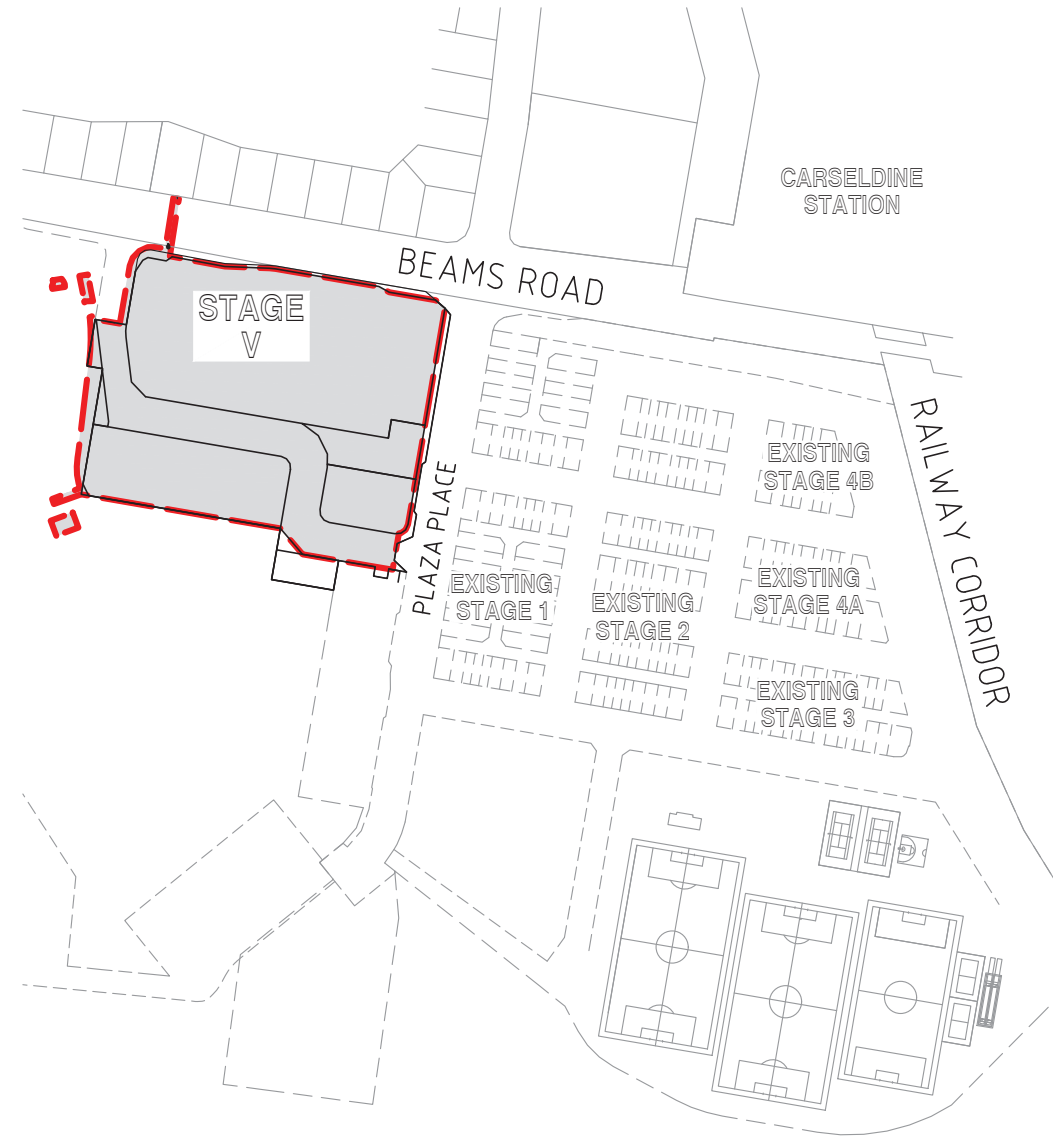 CARSELDINE
STATION
BEAMS ROAD
STAGE
V
RAILWAY CORRIDOR
EXISTING
STAGE 4B
PLAZA PLACE
EXISTING
STAGE 1
EXISTING
STAGE 2
EXISTING
STAGE 4A
EXISTING
STAGE 3